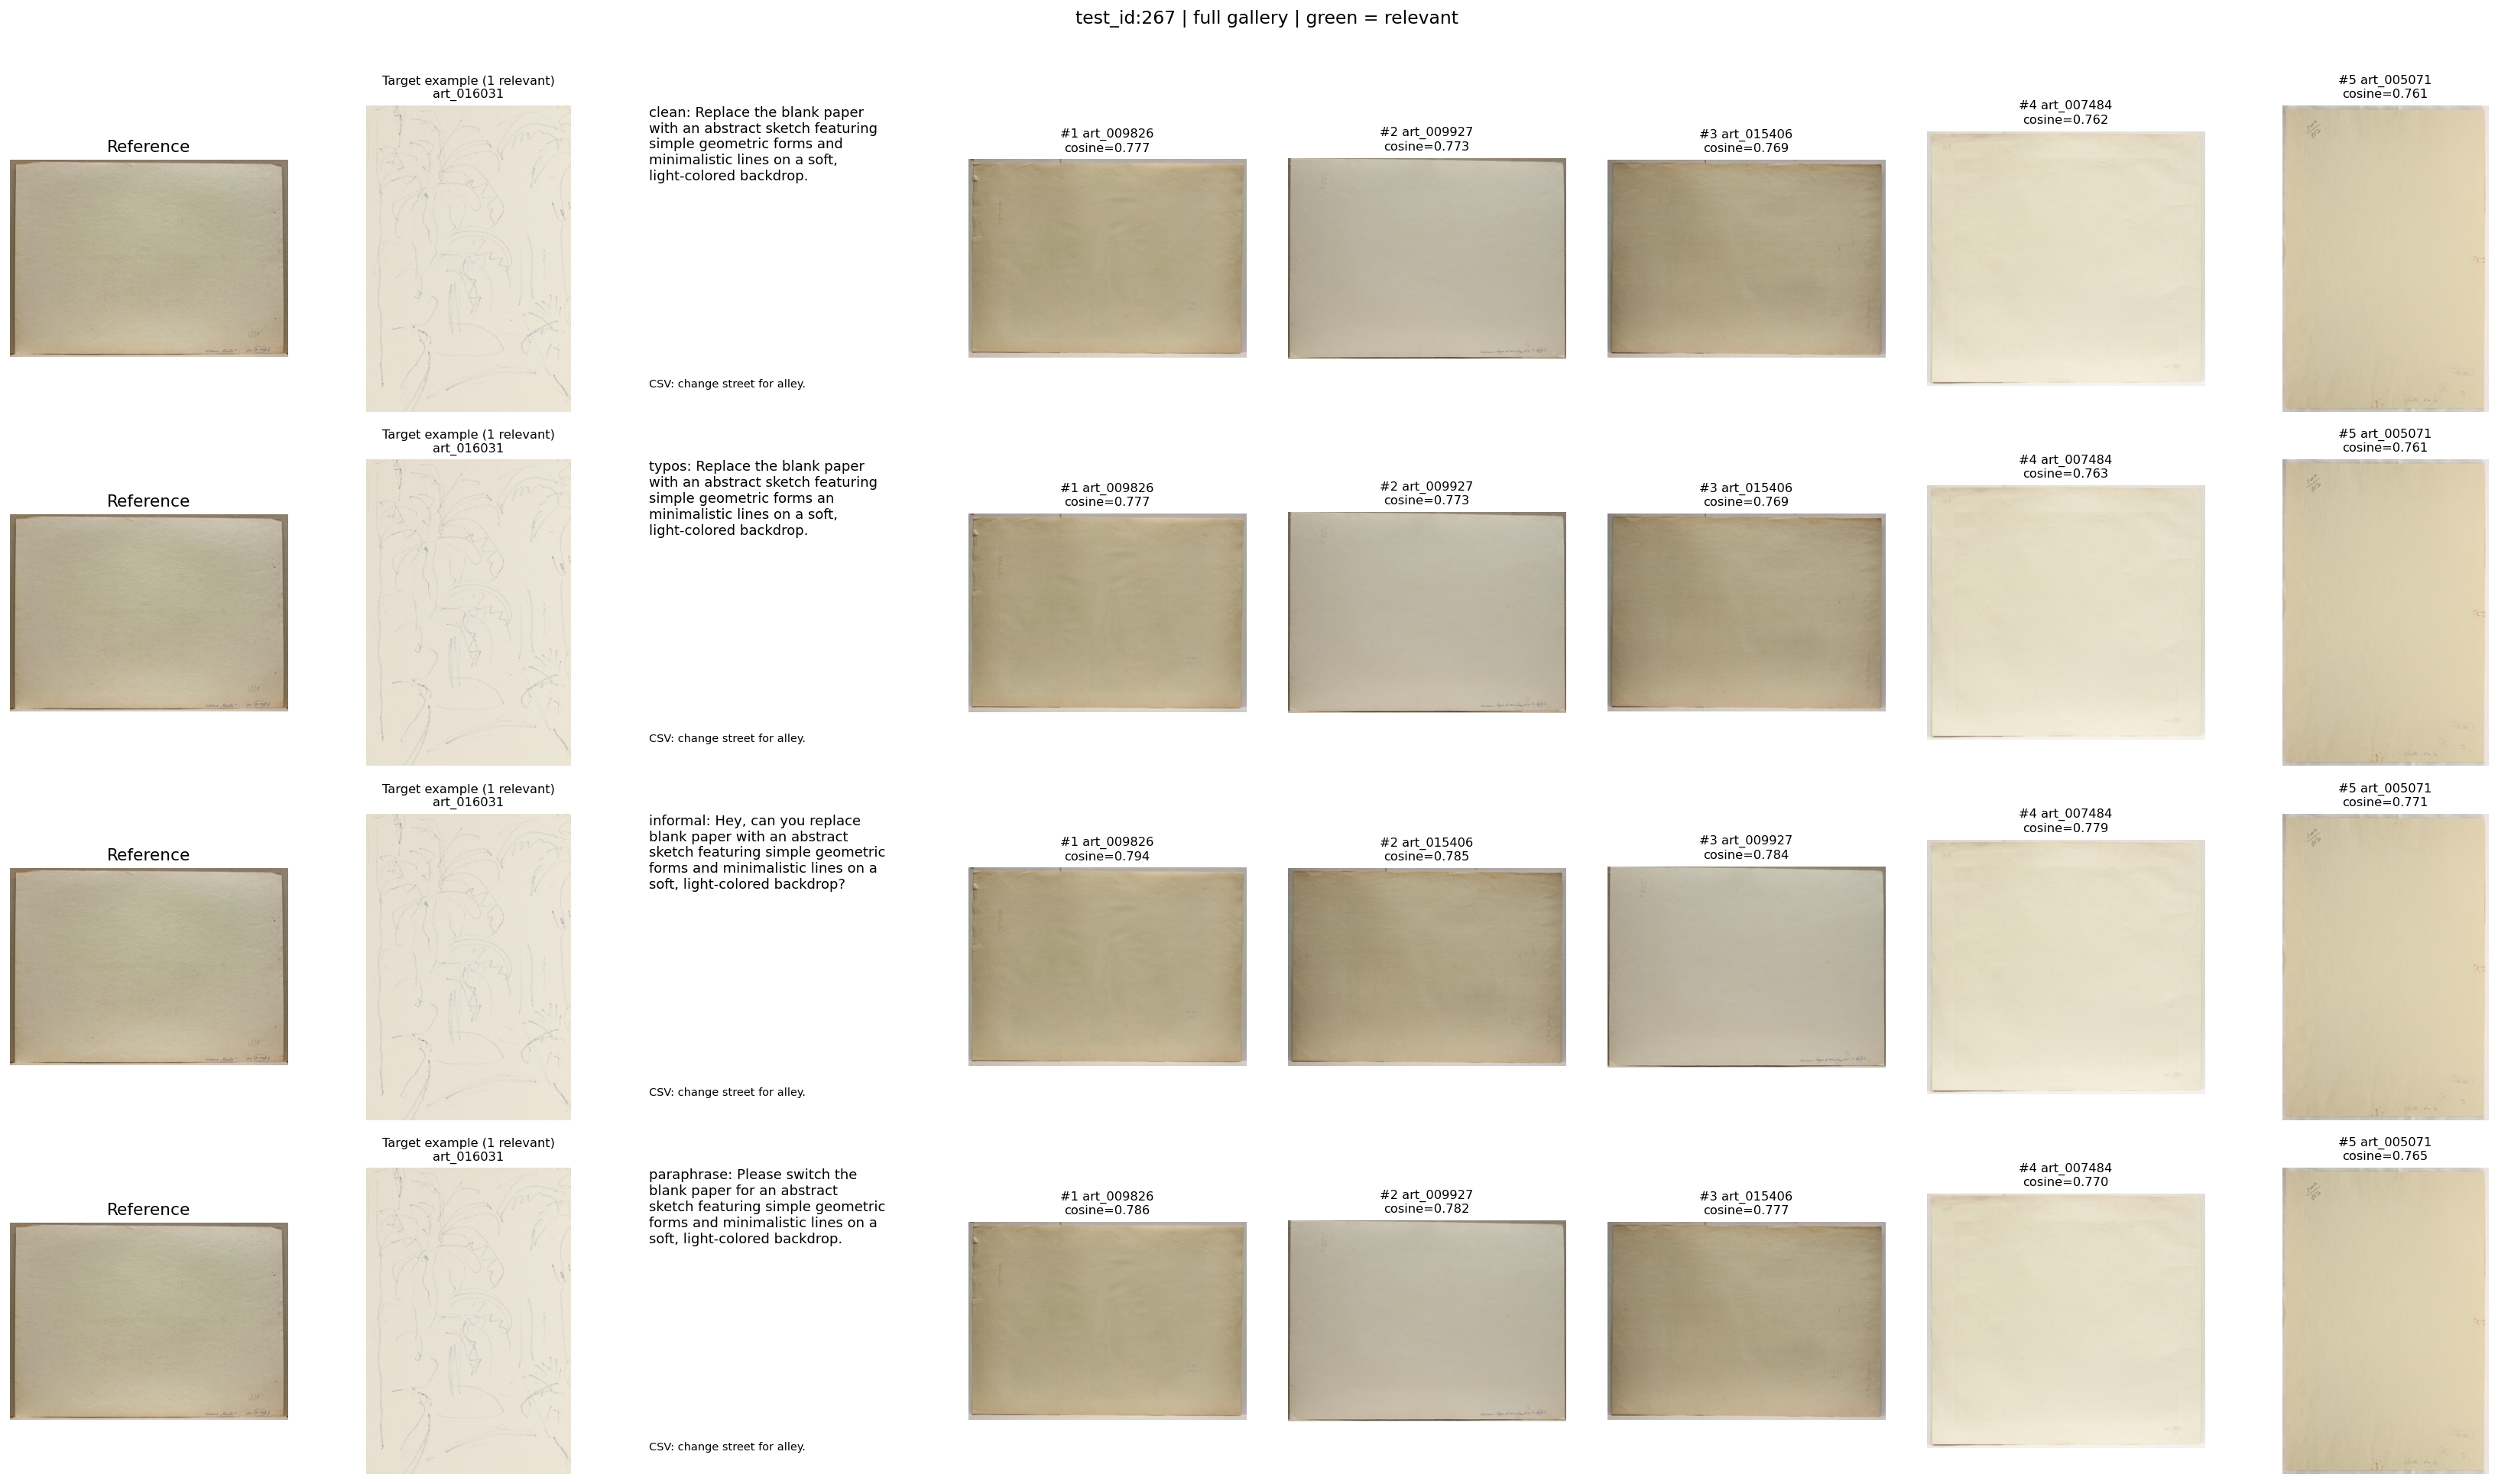 test_id:267 | full gallery | green = relevant
Reference
Target example (1 relevant)
art_016031
clean: Replace the blank paper
with an abstract sketch featuring
simple geometric forms and
minimalistic lines on a soft,
light-colored backdrop.
CSV: change street for alley.
#1 art_009826
cosine=0.777
#2 art_009927
cosine=0.773
#3 art_015406
cosine=0.769
#4 art_007484
cosine=0.762
#5 art_005071
cosine=0.761
Reference
Target example (1 relevant)
art_016031
typos: Replace the blank paper
with an abstract sketch featuring
simple geometric forms an
minimalistic lines on a soft,
light-colored backdrop.
CSV: change street for alley.
#1 art_009826
cosine=0.777
#2 art_009927
cosine=0.773
#3 art_015406
cosine=0.769
#4 art_007484
cosine=0.763
#5 art_005071
cosine=0.761
Reference
Target example (1 relevant)
art_016031
informal: Hey, can you replace
blank paper with an abstract
sketch featuring simple geometric
forms and minimalistic lines on a
soft, light-colored backdrop?
CSV: change street for alley.
#1 art_009826
cosine=0.794
#2 art_015406
cosine=0.785
#3 art_009927
cosine=0.784
#4 art_007484
cosine=0.779
#5 art_005071
cosine=0.771
Reference
Target example (1 relevant)
art_016031
paraphrase: Please switch the
blank paper for an abstract
sketch featuring simple geometric
forms and minimalistic lines on a
soft, light-colored backdrop.
CSV: change street for alley.
#1 art_009826
cosine=0.786
#2 art_009927
cosine=0.782
#3 art_015406
cosine=0.777
#4 art_007484
cosine=0.770
#5 art_005071
cosine=0.765